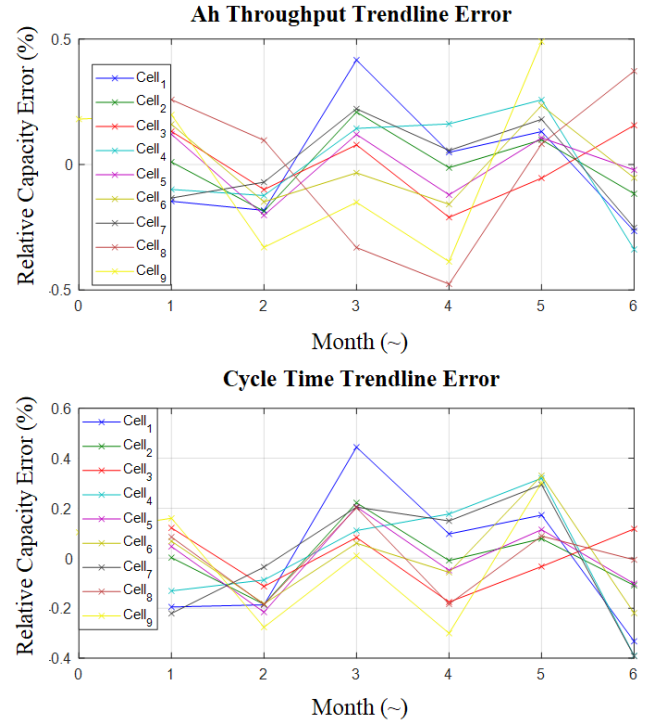 Ah Throughput Trendline Error
Relative Capacity Error (%)
0.5
0
-0.5
Cell1
Cell2
Cell3
Cell4
Cell5
Cell6
Cell7
Cell8
Cell9
0 1 2 3 4 5 6
Month (~)
Cycle Time Trendline Error
Relative Capacity Error (%)
0.6
0.4
0.2
0
-0.2
-0.4
Cell1
Cell2
Cell3
Cell4
Cell5
Cell6
Cell7
Cell8
Cell9
0 1 2 3 4 5 6
Month (~)